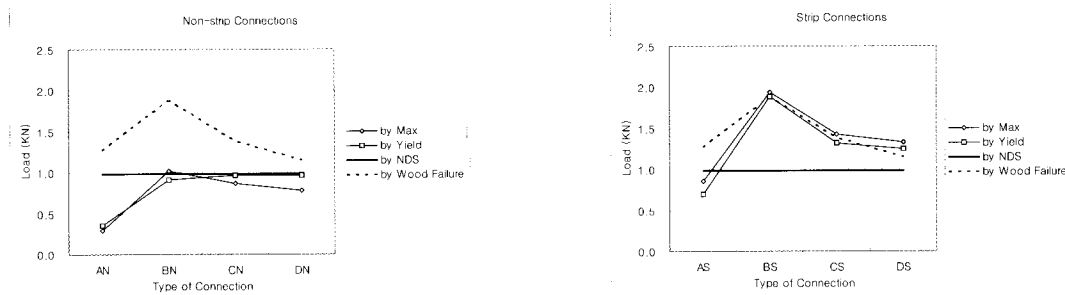 Non-strip Connections
2.5
2.0
1.5
1.0
0.5
0.0
Load (KN)
AN BN CN DN
Type of Connection
by Max
by Yield
by NDS
by Wood Failure
Strip Connections
2.5
2.0
1.5
1.0
0.5
0.0
Load (KN)
AS BS CS DS
Type of Connection
by Max
by Yield
by NDS
by Wood Failure